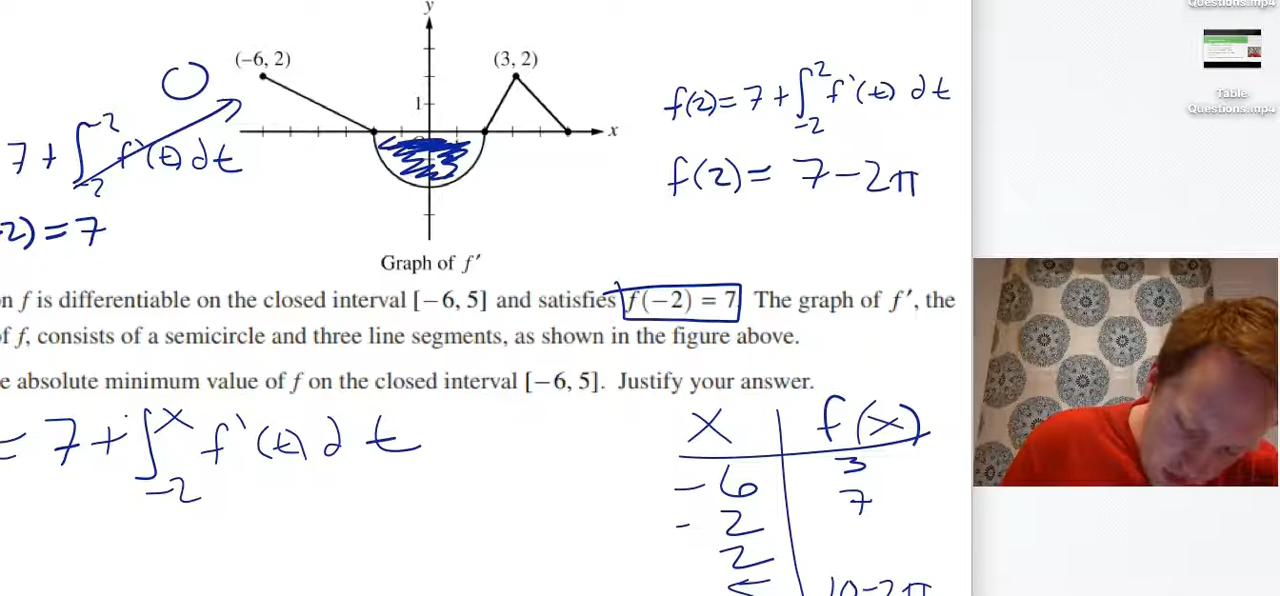 Questions.mp4
y
(−6, 2)
(3, 2)
1
x
Table
Questions.mp4
7 + ∫_{-2}^{-2} f'(t) dt
0
2) = 7
f(2) = 7 + ∫_{-2}^{2} f'(t) dt
f(2) = 7 - 2π
Graph of f′
n f is differentiable on the closed interval [−6, 5] and satisfies f(−2) = 7. The graph of f′, the
f f, consists of a semicircle and three line segments, as shown in the figure above.
e absolute minimum value of f on the closed interval [−6, 5]. Justify your answer.
= 7 + ∫_{-2}^{x} f'(t) dt
x | f(x)
-6 | 3
-2 | 7
2
10-2π